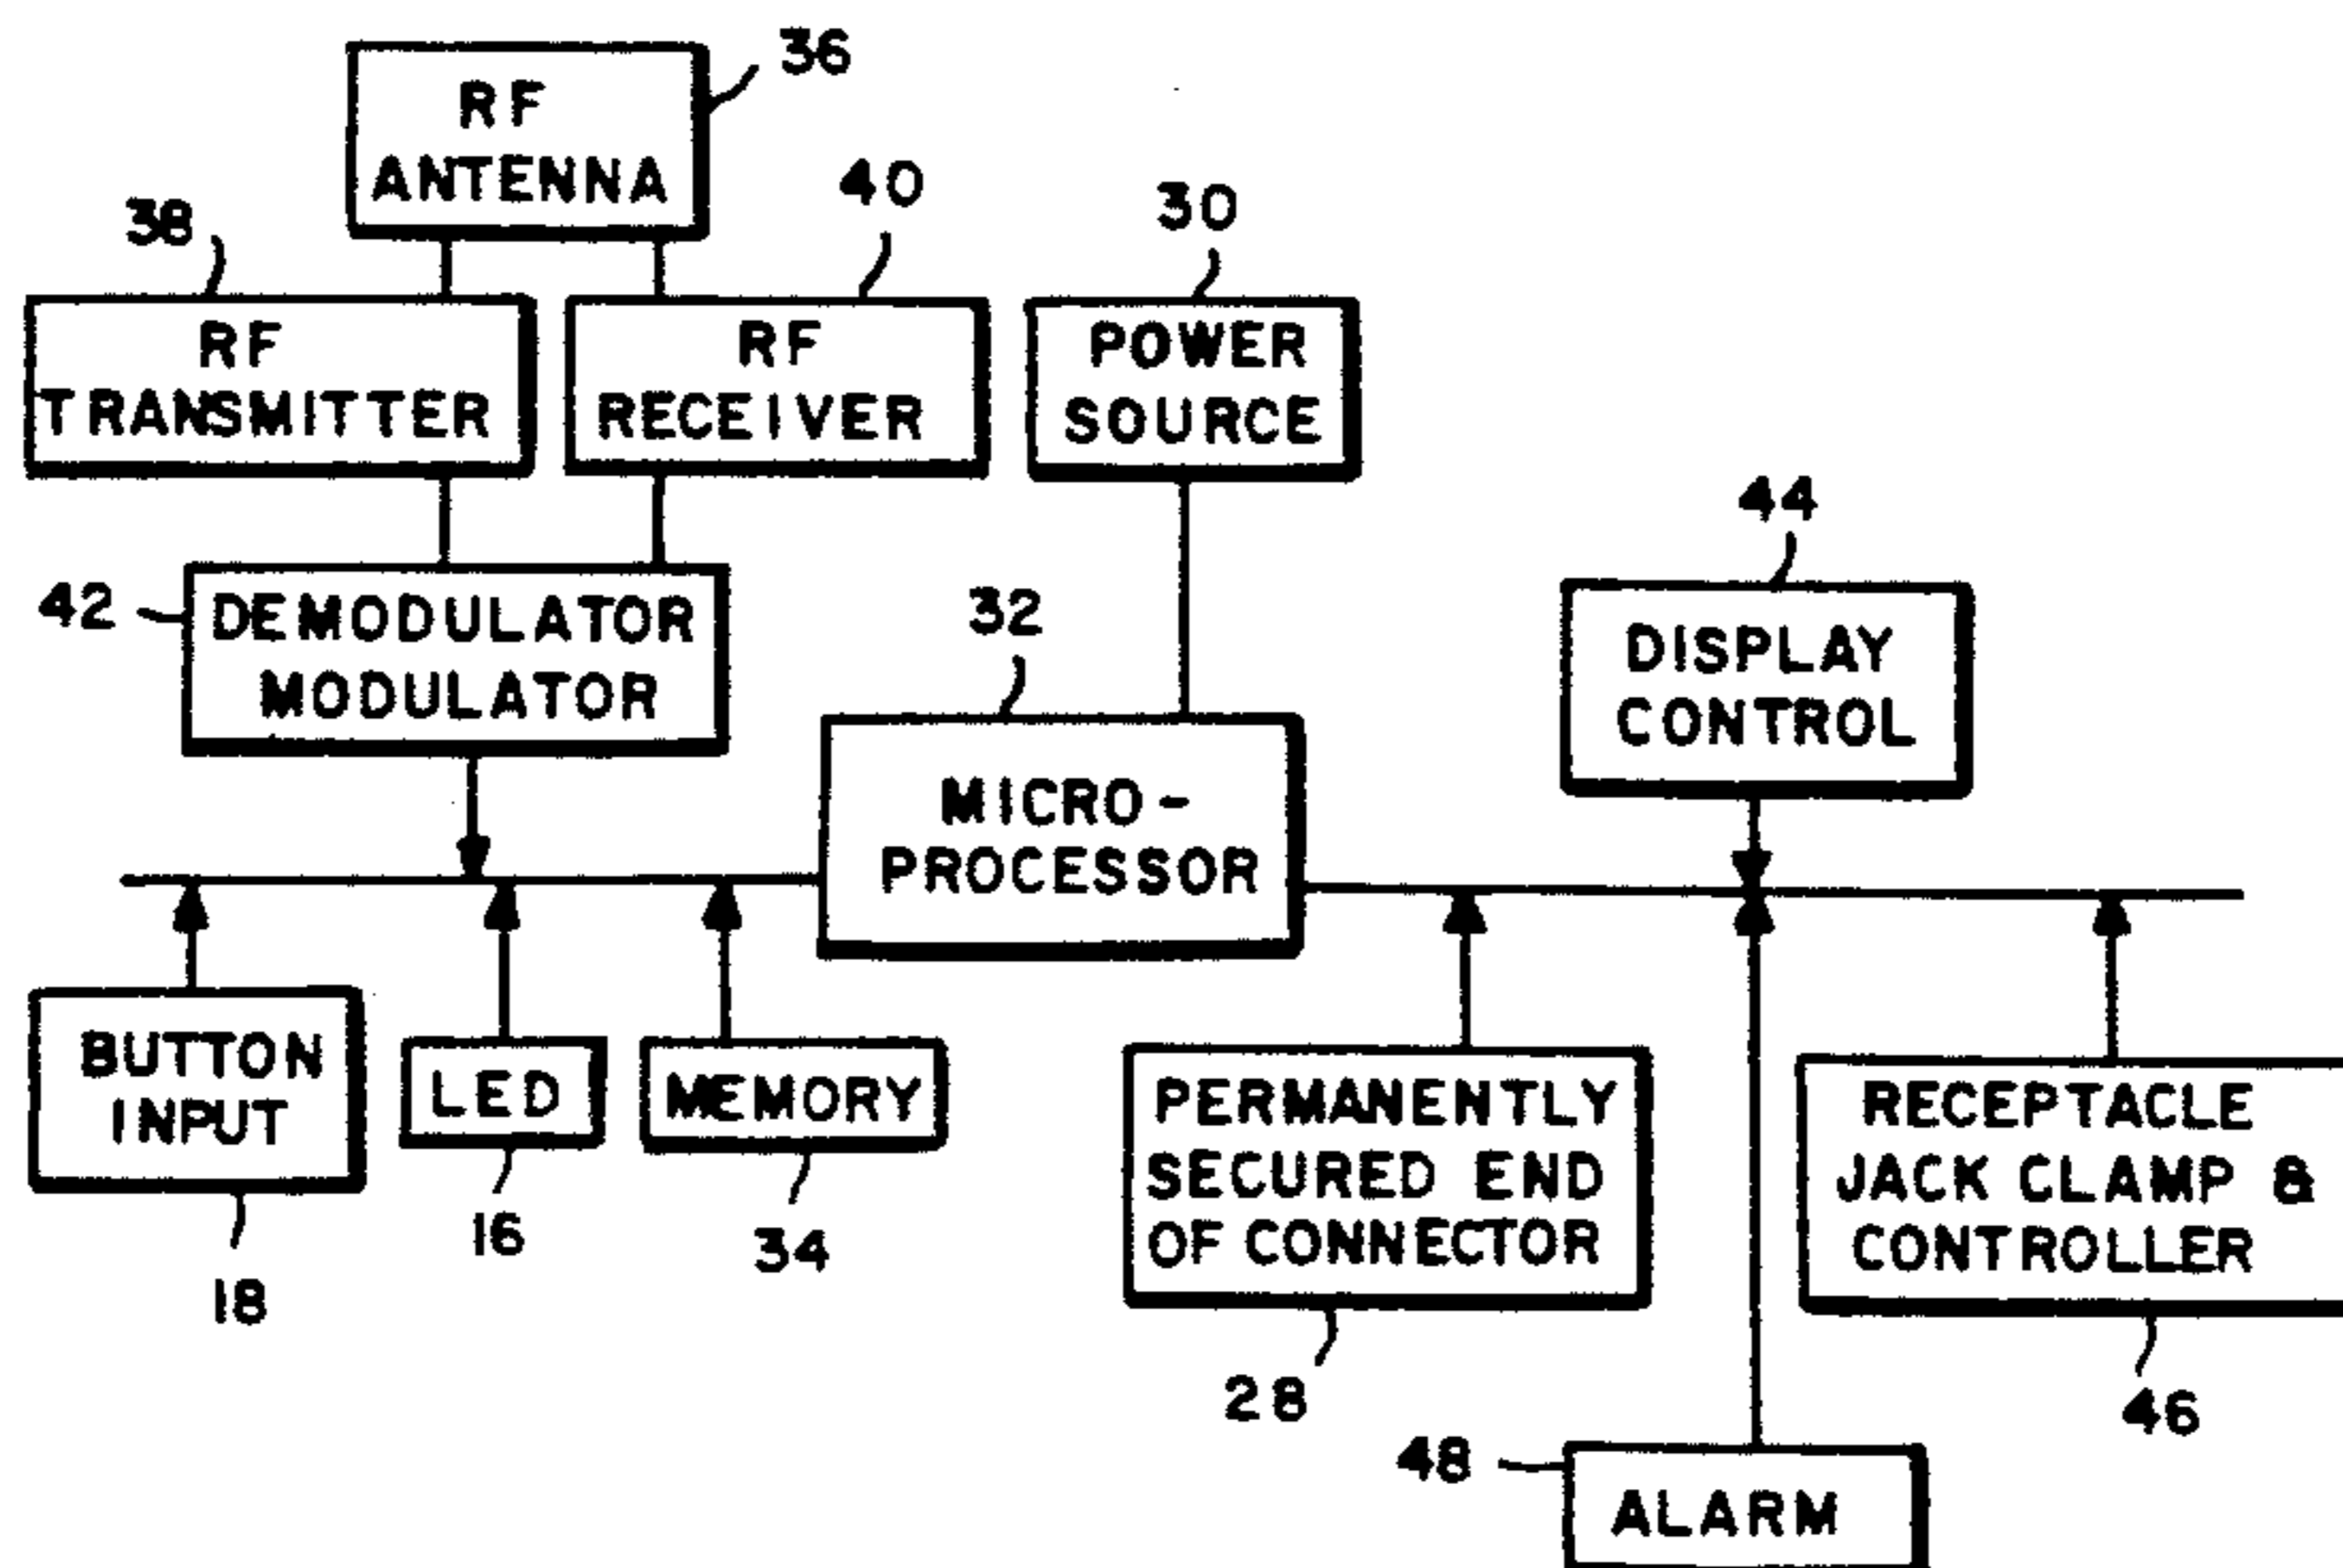 36
RF
ANTENNA
38
40
30
RF
TRANSMITTER
RF
RECEIVER
POWER
SOURCE
44
42
DEMODULATOR
MODULATOR
32
DISPLAY
CONTROL
MICRO-
PROCESSOR
BUTTON
INPUT
LED
MEMORY
PERMANENTLY
SECURED END
OF CONNECTOR
RECEPTACLE
JACK CLAMP &
CONTROLLER
18
16
34
28
46
48
ALARM